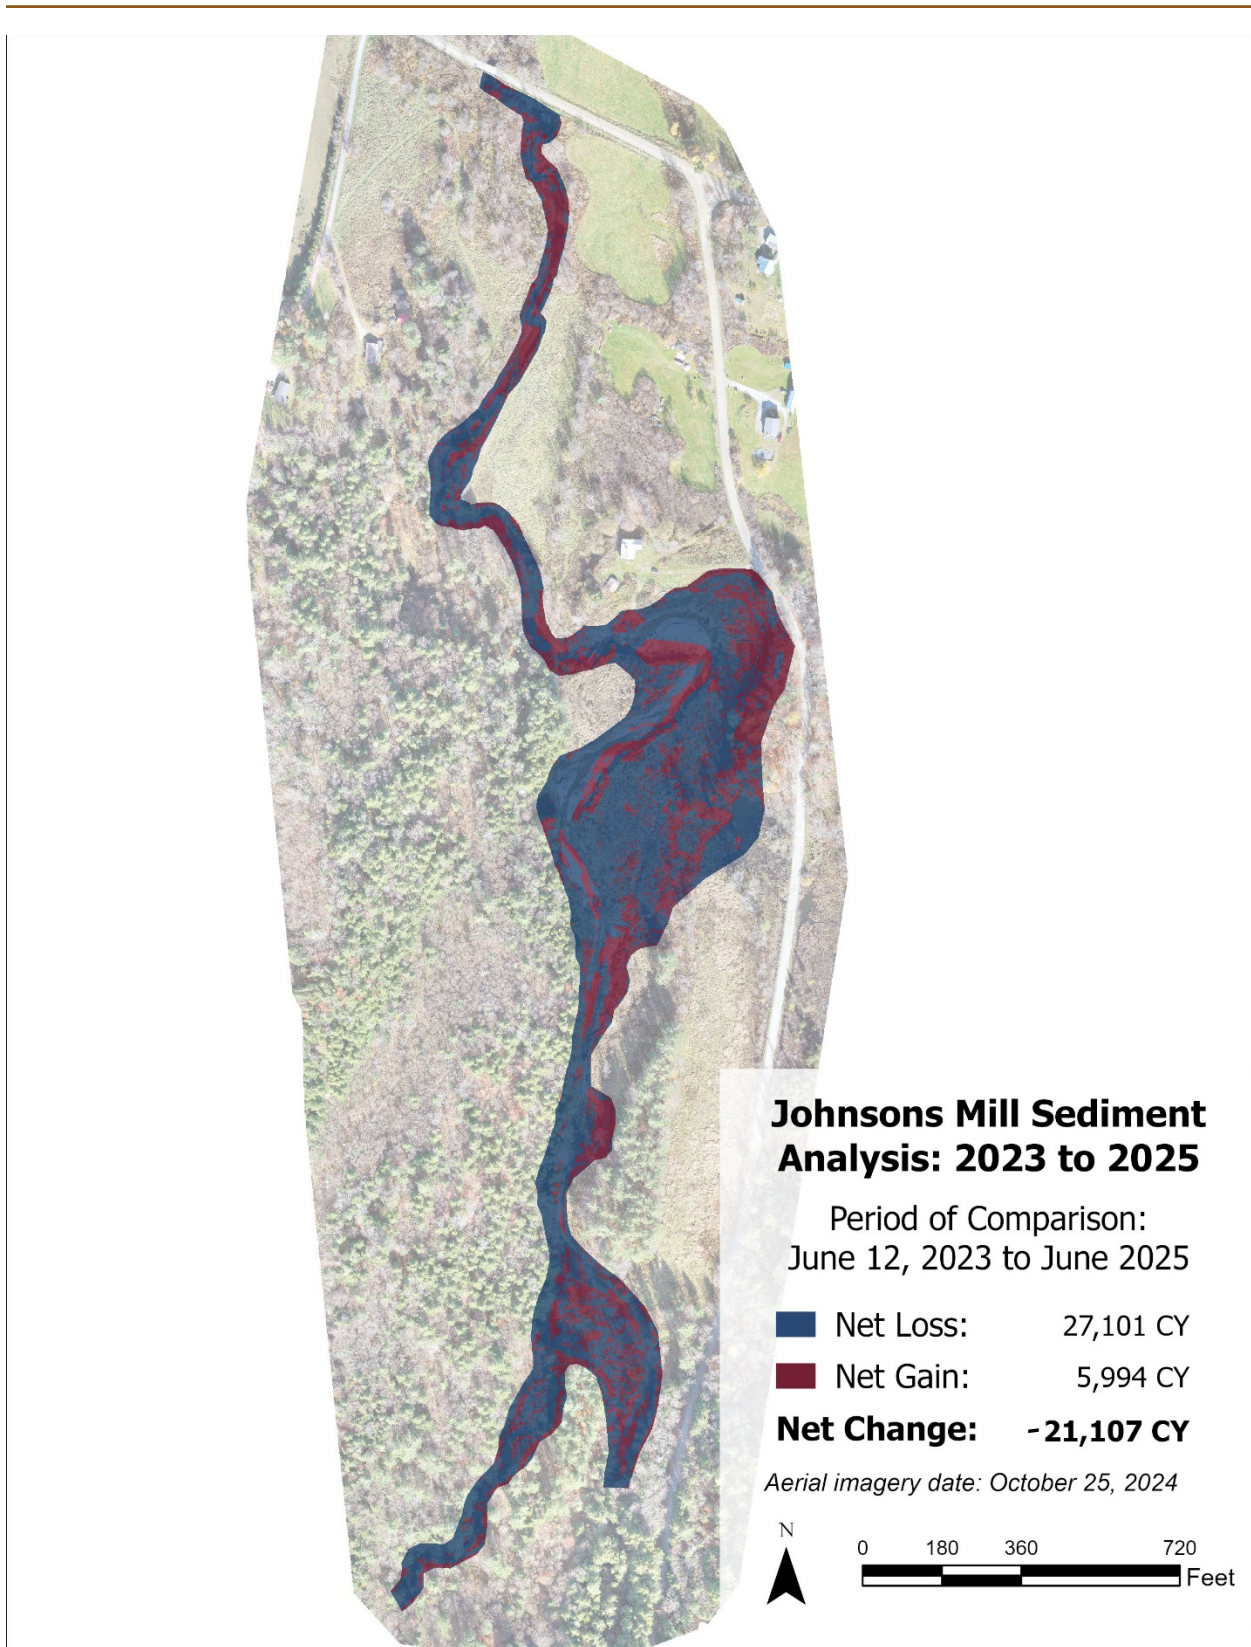 Johnsons Mill Sediment
Analysis: 2023 to 2025
Period of Comparison:
June 12, 2023 to June 2025
Net Loss: 27,101 CY
Net Gain: 5,994 CY
Net Change: -21,107 CY
Aerial imagery date: October 25, 2024
N
0 180 360 720
Feet